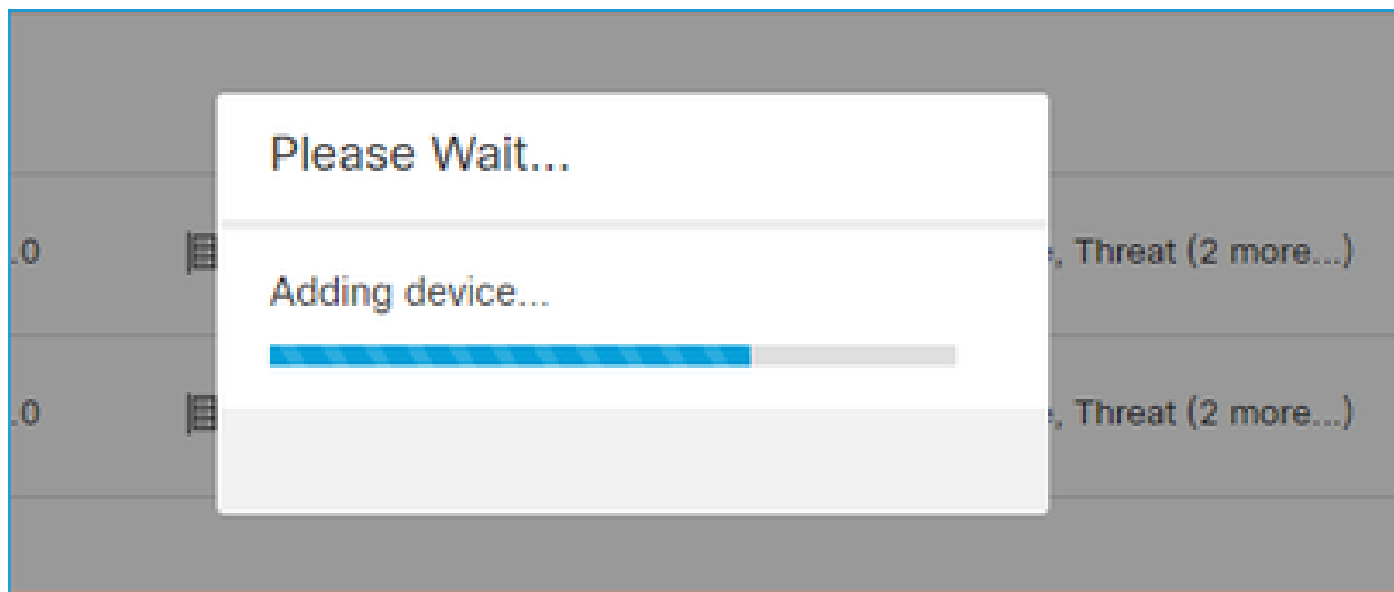 Please Wait...
.0 , Threat (2 more...)
Adding device...
.0 , Threat (2 more...)